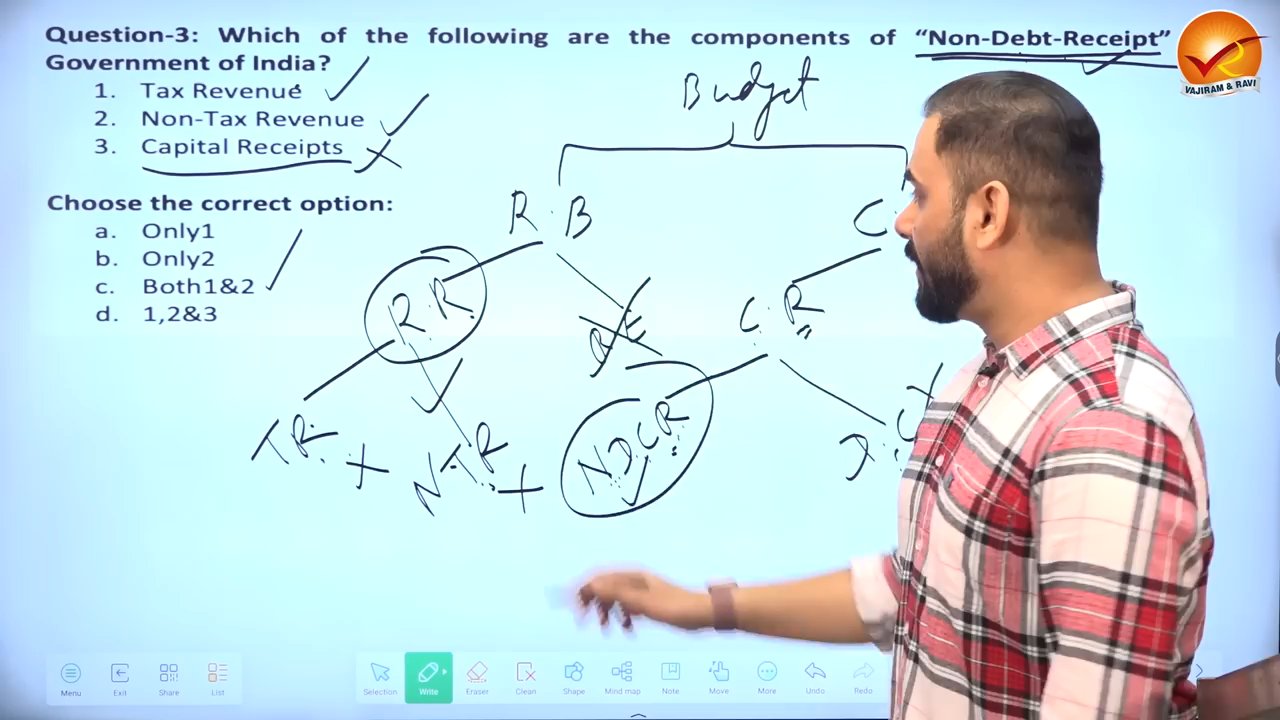 Question-3: Which of the following are the components of “Non-Debt-Receipt”
Government of India?
1. Tax Revenue
2. Non-Tax Revenue
3. Capital Receipts
Choose the correct option:
a. Only1
b. Only2
c. Both1&2
d. 1,2&3
Budget
R.B
C.
R.R
R.E
C.R
T.R. +
N.T.R. +
N.D.C.R
D.C
VAJIRAM & RAVI
Menu
Exit
Share
List
Selection
Write
Eraser
Clean
Shape
Mind map
Note
Move
More
Undo
Redo